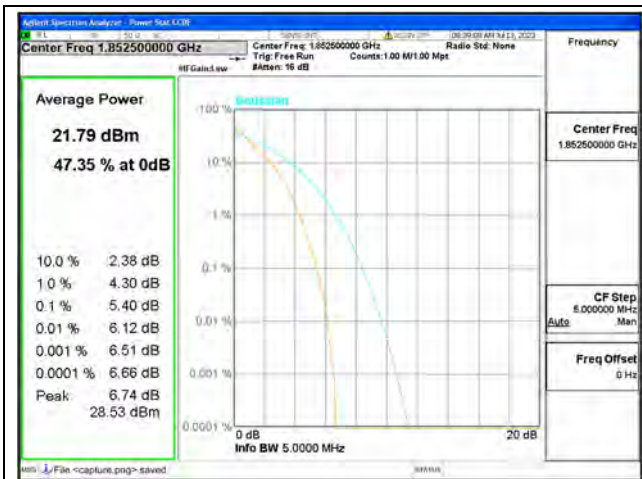 Agilent Spectrum Analyzer - Power Stat CCDF
Center Freq 1.852500000 GHz
Center Freq: 1.852500000 GHz
Radio Std: None
Trig: Free Run
Counts:1.00 M/1.00 Mpt
#IFGain:Low
#Atten: 16 dB
Average Power
21.79 dBm
47.35 % at 0dB
10.0 % 2.38 dB
1.0 % 4.30 dB
0.1 % 5.40 dB
0.01 % 6.12 dB
0.001 % 6.51 dB
0.0001 % 6.66 dB
Peak 6.74 dB
28.53 dBm
Gaussian
100 %
10 %
1 %
0.1 %
0.01 %
0.001 %
0.0001 %
0 dB
20 dB
Info BW 5.0000 MHz
Frequency
Center Freq
1.852500000 GHz
CF Step
5.000000 MHz
Auto Man
Freq Offset
0 Hz
MSG File <capture.png> saved
STATUS